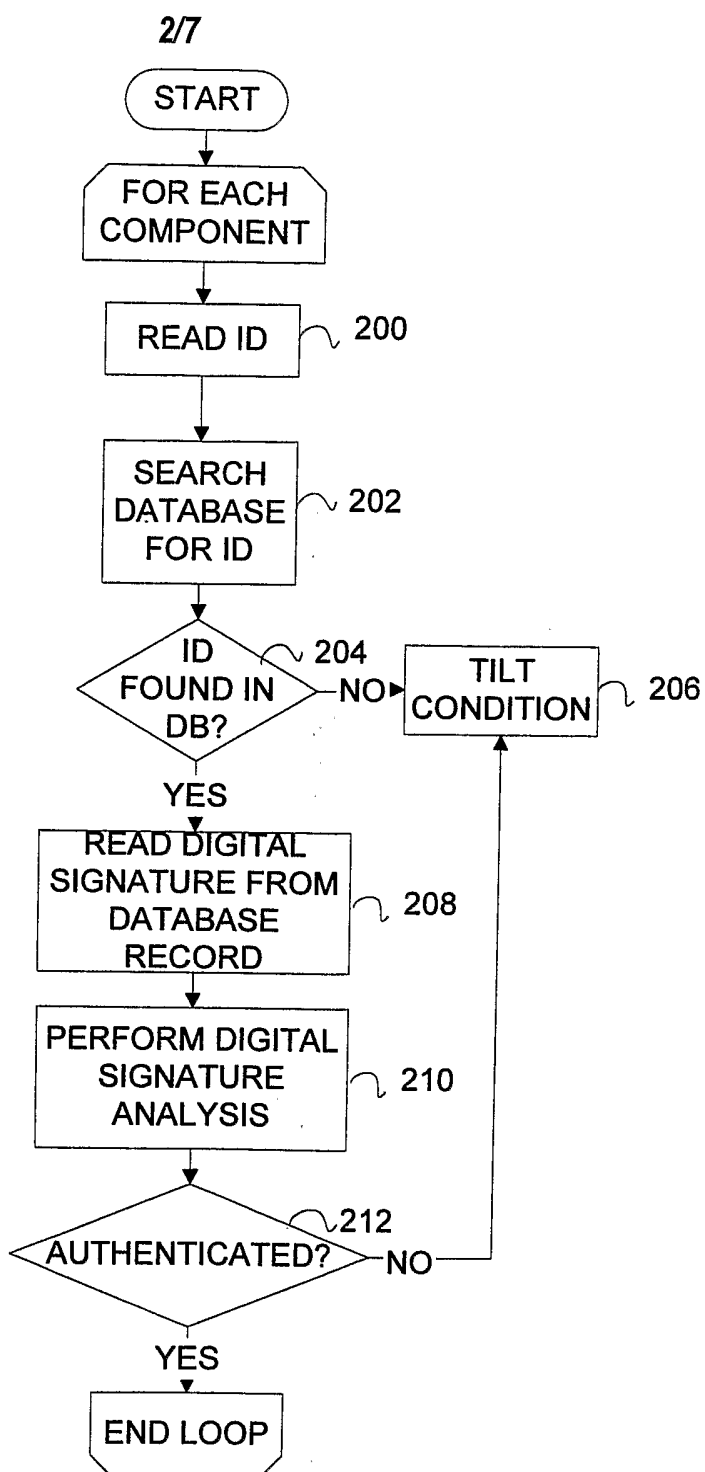 2/7
START
FOR EACH
COMPONENT
READ ID
200
SEARCH
DATABASE
FOR ID
202
ID
FOUND IN
DB?
204
NO
TILT
CONDITION
206
YES
READ DIGITAL
SIGNATURE FROM
DATABASE
RECORD
208
PERFORM DIGITAL
SIGNATURE
ANALYSIS
210
AUTHENTICATED?
212
NO
YES
END LOOP